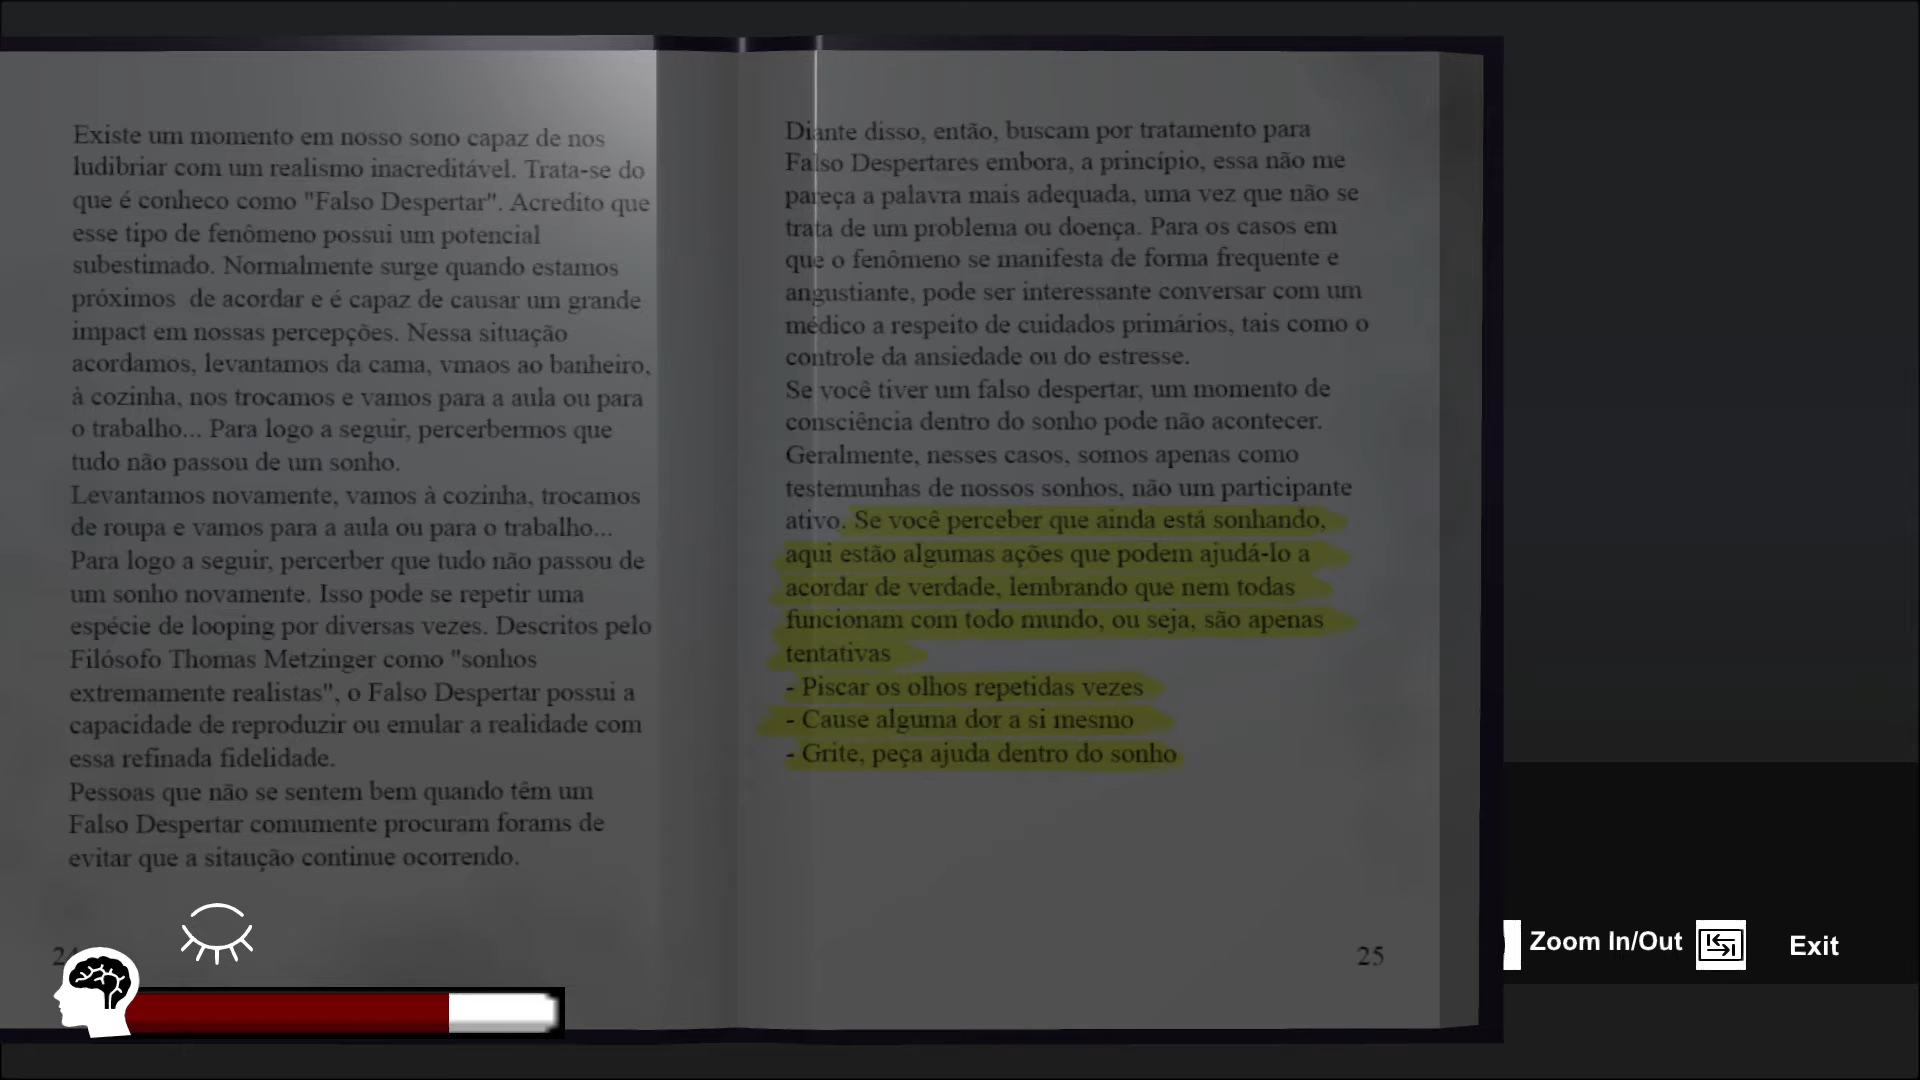 Existe um momento em nosso sono capaz de nos
ludibriar com um realismo inacreditável. Trata-se do
que é conheco como "Falso Despertar". Acredito que
esse tipo de fenômeno possui um potencial
subestimado. Normalmente surge quando estamos
próximos  de acordar e é capaz de causar um grande
impact em nossas percepções. Nessa situação
acordamos, levantamos da cama, vmaos ao banheiro,
à cozinha, nos trocamos e vamos para a aula ou para
o trabalho... Para logo a seguir, percerbermos que
tudo não passou de um sonho.
Levantamos novamente, vamos à cozinha, trocamos
de roupa e vamos para a aula ou para o trabalho...
Para logo a seguir, percerber que tudo não passou de
um sonho novamente. Isso pode se repetir uma
espécie de looping por diversas vezes. Descritos pelo
Filósofo Thomas Metzinger como "sonhos
extremamente realistas", o Falso Despertar possui a
capacidade de reproduzir ou emular a realidade com
essa refinada fidelidade.
Pessoas que não se sentem bem quando têm um
Falso Despertar comumente procuram forams de
evitar que a sitaução continue ocorrendo.
24
Diante disso, então, buscam por tratamento para
Falso Despertares embora, a princípio, essa não me
pareça a palavra mais adequada, uma vez que não se
trata de um problema ou doença. Para os casos em
que o fenômeno se manifesta de forma frequente e
angustiante, pode ser interessante conversar com um
médico a respeito de cuidados primários, tais como o
controle da ansiedade ou do estresse.
Se você tiver um falso despertar, um momento de
consciência dentro do sonho pode não acontecer.
Geralmente, nesses casos, somos apenas como
testemunhas de nossos sonhos, não um participante
ativo. Se você perceber que ainda está sonhando,
aqui estão algumas ações que podem ajudá-lo a
acordar de verdade, lembrando que nem todas
funcionam com todo mundo, ou seja, são apenas
tentativas
- Piscar os olhos repetidas vezes
- Cause alguma dor a si mesmo
- Grite, peça ajuda dentro do sonho
25
Zoom In/Out
Exit